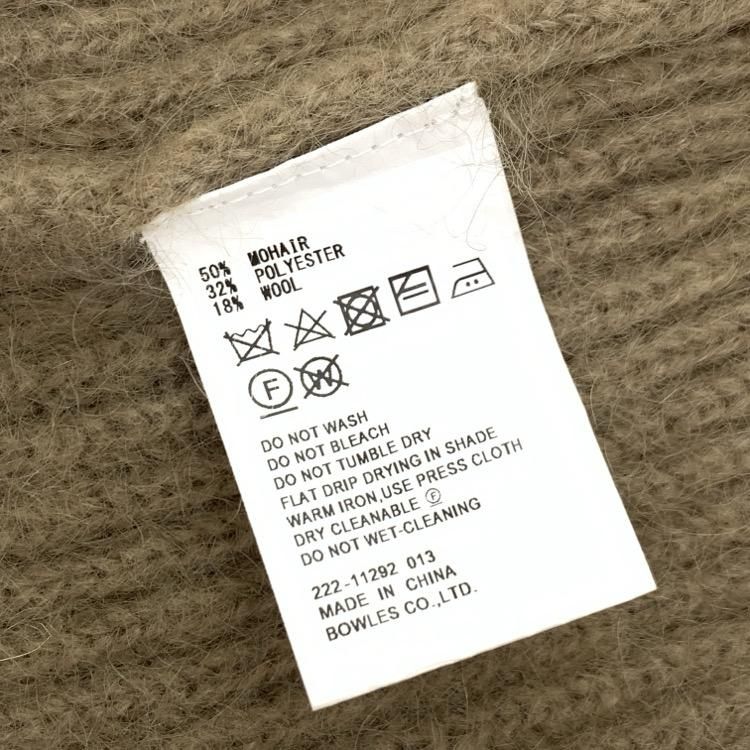 50% MOHAIR
32% POLYESTER
18% WOOL
F W
DO NOT WASH
DO NOT BLEACH
DO NOT TUMBLE DRY
FLAT DRIP DRYING IN SHADE
WARM IRON,USE PRESS CLOTH
DRY CLEANABLE Ⓕ
DO NOT WET-CLEANING
222-11292 013
MADE IN CHINA
BOWLES CO.,LTD.